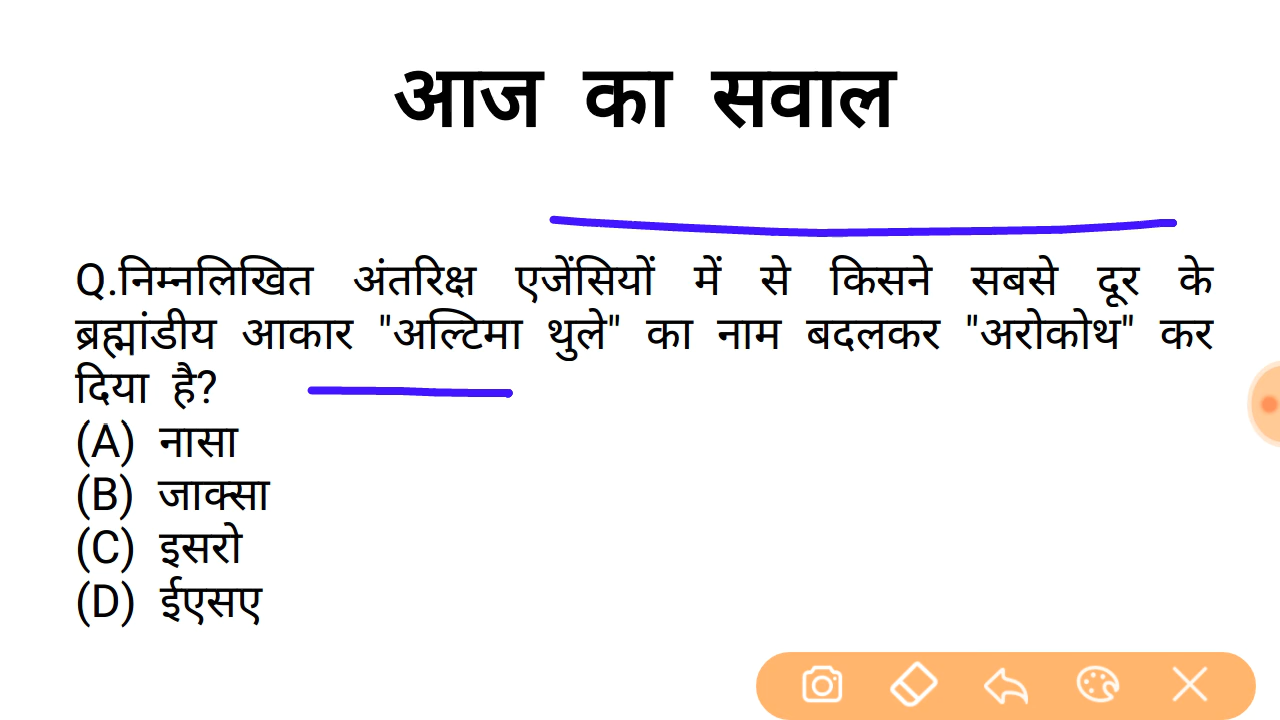 आज का सवाल
Q.निम्नलिखित अंतरिक्ष एजेंसियों में से किसने सबसे दूर के
ब्रह्मांडीय आकार "अल्टिमा थुले" का नाम बदलकर "अरोकोथ" कर
दिया है?
(A) नासा
(B) जाक्सा
(C) इसरो
(D) ईएसए